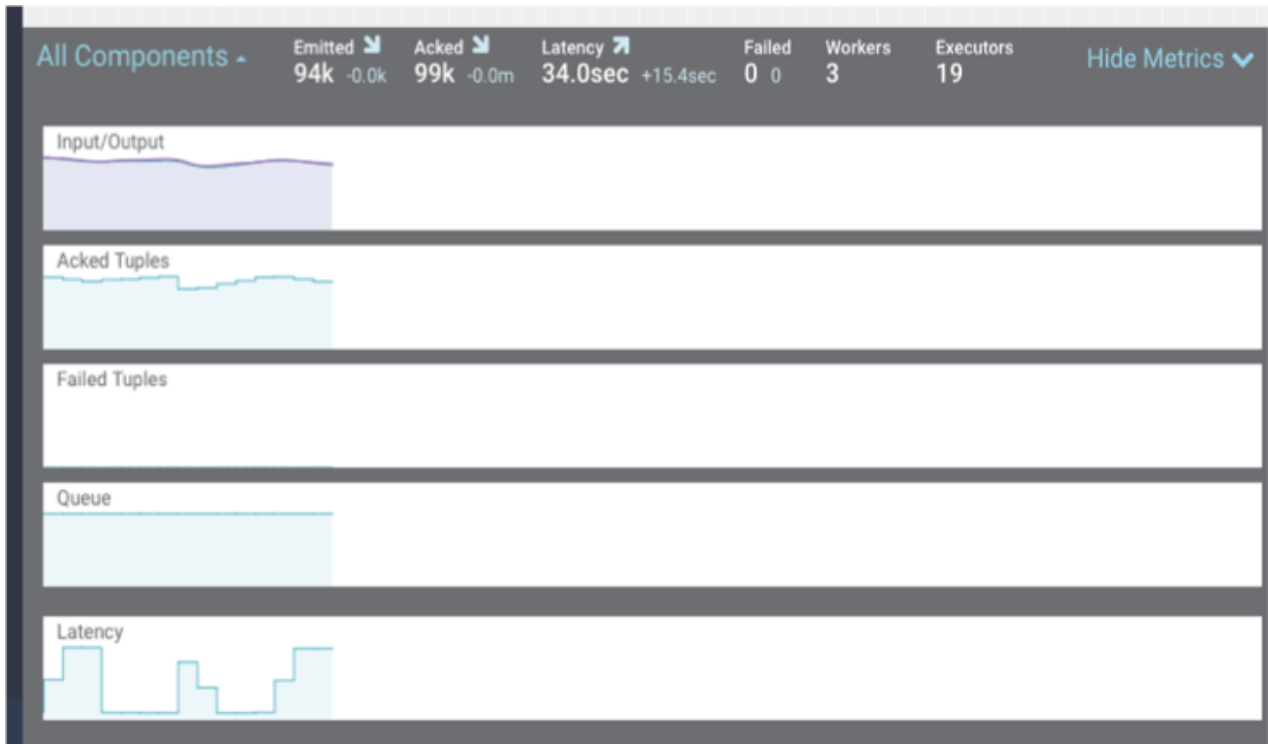 All Components
Emitted Acked Latency Failed Workers Executors
94k -0.0k 99k -0.0m 34.0sec +15.4sec 0 0 3 19
Hide Metrics
Input/Output
Acked Tuples
Failed Tuples
Queue
Latency